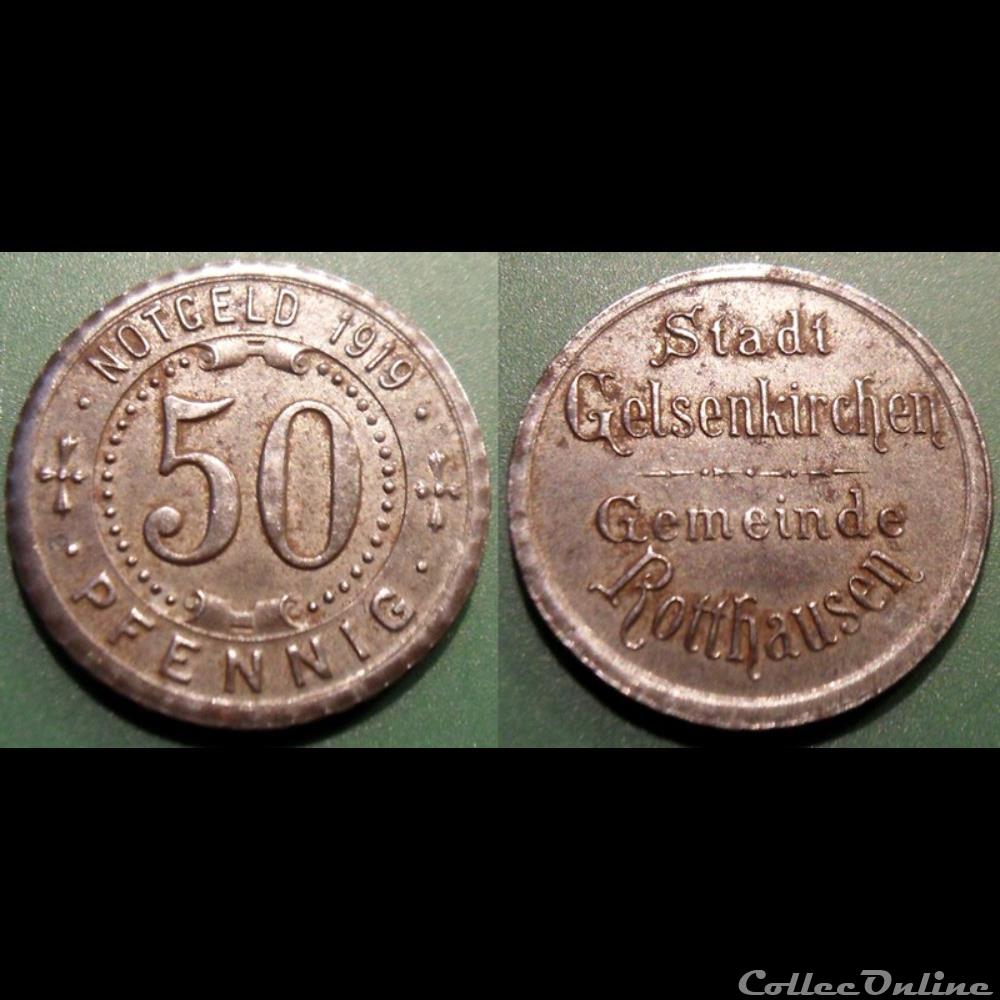 NOTGELD 1919
50
PFENNIG
Stadt
Gelsenkirchen
Gemeinde
Rotthausen
CollecOnline